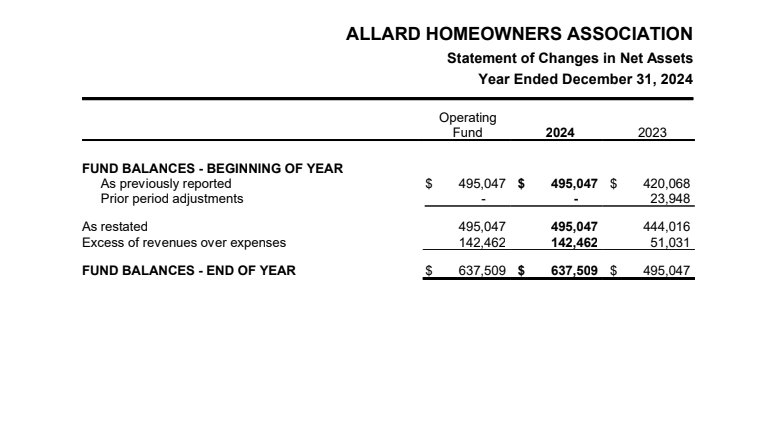 ALLARD HOMEOWNERS ASSOCIATION
Statement of Changes in Net Assets
Year Ended December 31, 2024
Operating
Fund 2024 2023
FUND BALANCES - BEGINNING OF YEAR
As previously reported $ 495,047 $ 495,047 $ 420,068
Prior period adjustments - - 23,948
As restated 495,047 495,047 444,016
Excess of revenues over expenses 142,462 142,462 51,031
FUND BALANCES - END OF YEAR $ 637,509 $ 637,509 $ 495,047